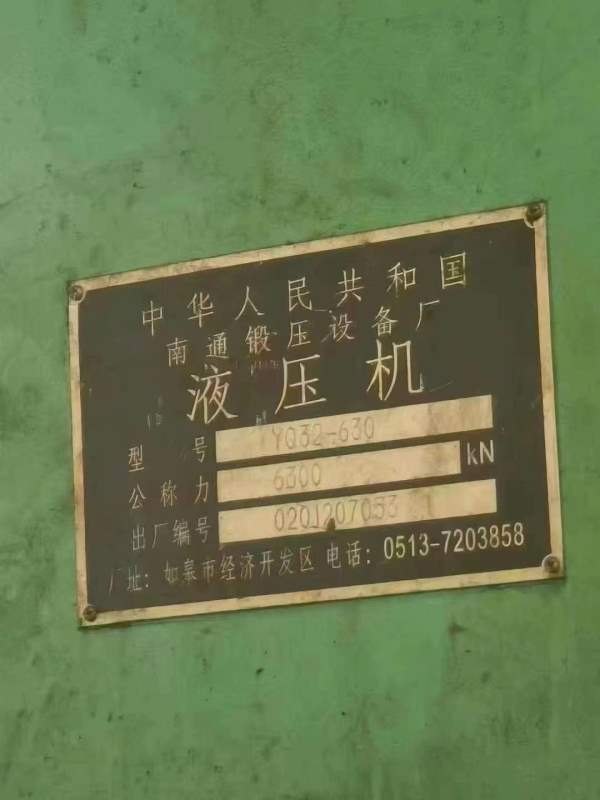 中华人民共和国
南通锻压设备厂
液压机
型号 YQ32-630
公称力 6300 kN
出厂编号 0201207053
厂址：如皋市经济开发区 电话：0513-7203858